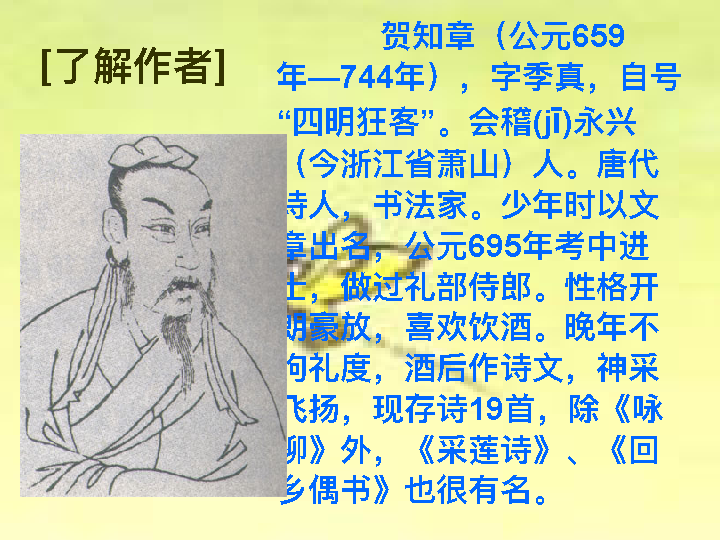 [了解作者]
贺知章（公元659
年—744年），字季真，自号
“四明狂客”。会稽(jī)永兴
（今浙江省萧山）人。唐代
诗人，书法家。少年时以文
章出名，公元695年考中进
士，做过礼部侍郎。性格开
朗豪放，喜欢饮酒。晚年不
拘礼度，酒后作诗文，神采
飞扬，现存诗19首，除《咏
柳》外，《采莲诗》、《回
乡偶书》也很有名。